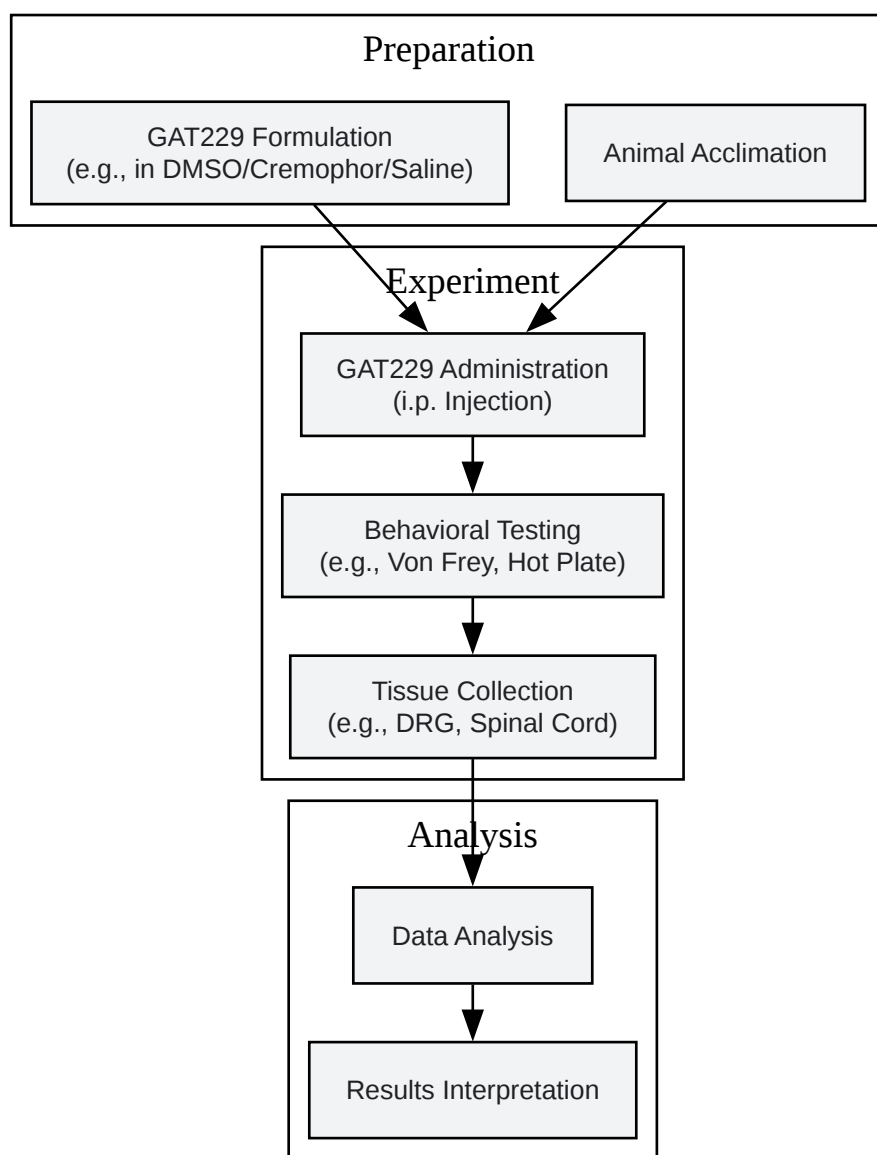 Preparation
GAT229 Formulation
(e.g., in DMSO/Cremophor/Saline)
Animal Acclimation
Experiment
GAT229 Administration
(i.p. Injection)
Behavioral Testing
(e.g., Von Frey, Hot Plate)
Tissue Collection
(e.g., DRG, Spinal Cord)
Analysis
Data Analysis
Results Interpretation